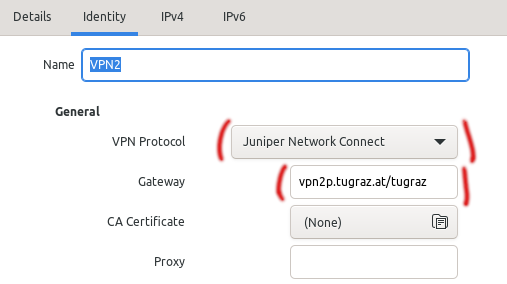 Details Identity IPv4 IPv6
Name VPN2
General
VPN Protocol Juniper Network Connect
Gateway vpn2p.tugraz.at/tugraz
CA Certificate (None)
Proxy